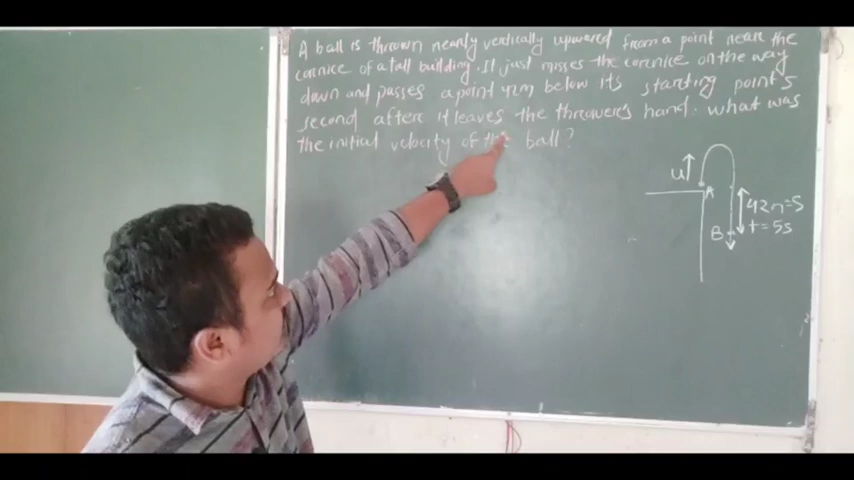 A ball is thrown nearly vertically upward from a point near the
cornice of a tall building. It just misses the cornice on the way
down and passes a point 42m below its starting point 5
second after it leaves the thrower's hand. what was
the initial velocity of the ball?
u
A
42m=S
B
t=5s